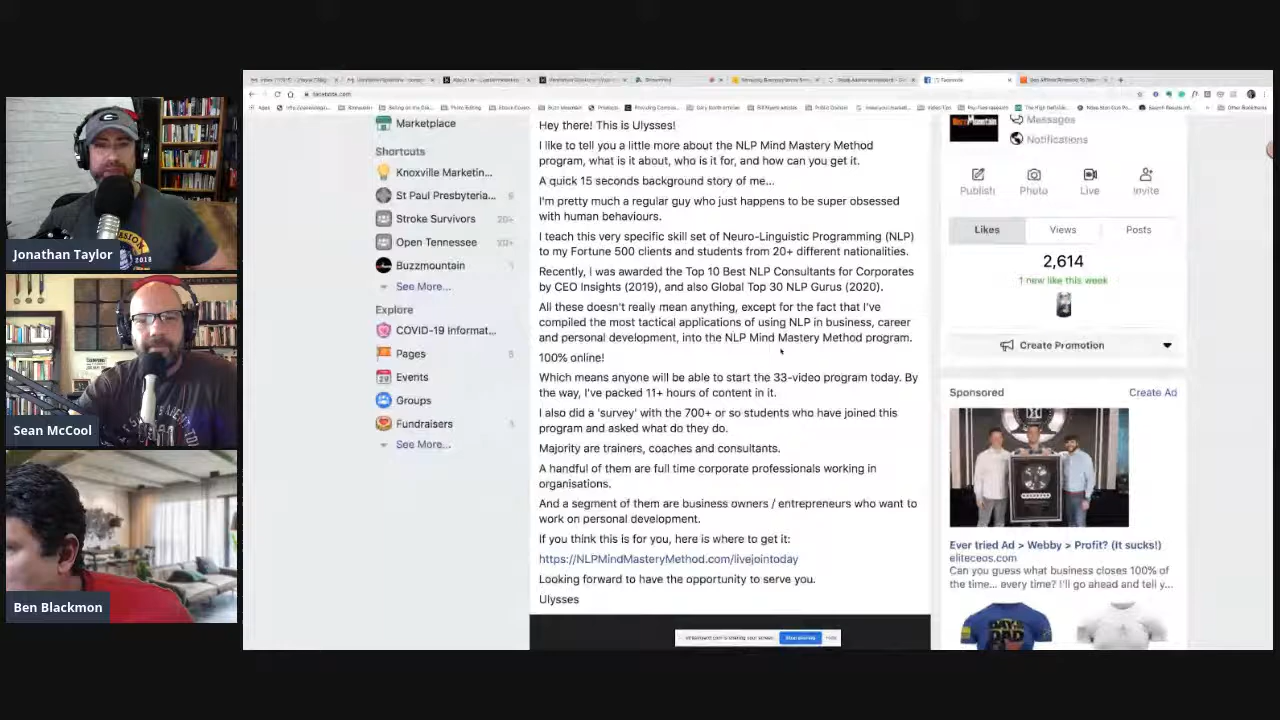 Jonathan Taylor
Sean McCool
Ben Blackmon
facebook.com
Marketplace
Shortcuts
Knoxville Marketin...
St Paul Presbyteria... 6
Stroke Survivors 20+
Open Tennessee 20+
Buzzmountain
See More...
Explore
COVID-19 Informat...
Pages
Events
Groups
Fundraisers
See More...
Hey there! This is Ulysses!
I like to tell you a little more about the NLP Mind Mastery Method
program, what is it about, who is it for, and how can you get it.
A quick 15 seconds background story of me...
I'm pretty much a regular guy who just happens to be super obsessed
with human behaviours.
I teach this very specific skill set of Neuro-Linguistic Programming (NLP)
to my Fortune 500 clients and students from 20+ different nationalities.
Recently, I was awarded the Top 10 Best NLP Consultants for Corporates
by CEO Insights (2019), and also Global Top 30 NLP Gurus (2020).
All these doesn't really mean anything, except for the fact that I've
compiled the most tactical applications of using NLP in business, career
and personal development, into the NLP Mind Mastery Method program.
100% online!
Which means anyone will be able to start the 33-video program today. By
the way, I've packed 11+ hours of content in it.
I also did a 'survey' with the 700+ or so students who have joined this
program and asked what do they do.
Majority are trainers, coaches and consultants.
A handful of them are full time corporate professionals working in
organisations.
And a segment of them are business owners / entrepreneurs who want to
work on personal development.
If you think this is for you, here is where to get it:
https://NLPMindMasteryMethod.com/livejointoday
Looking forward to have the opportunity to serve you.
Ulysses
Messages
Notifications
Publish Photo Live Invite
Likes Views Posts
2,614
1 new like this week
Create Promotion
Sponsored Create Ad
Ever tried Ad > Webby > Profit? (It sucks!)
eliteceos.com
Can you guess what business closes 100% of
the time... every time? I'll go ahead and tell y...